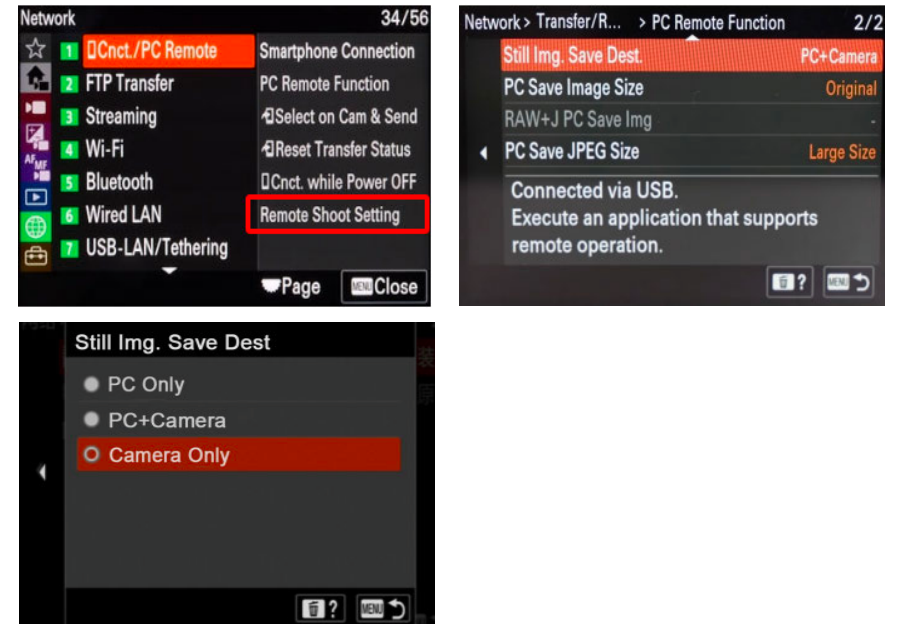 Network 34/56
1 Cnct./PC Remote Smartphone Connection
2 FTP Transfer PC Remote Function
3 Streaming Select on Cam & Send
4 Wi-Fi Reset Transfer Status
5 Bluetooth Cnct. while Power OFF
6 Wired LAN Remote Shoot Setting
7 USB-LAN/Tethering
AF MF
Page MENU Close
Network > Transfer/R... > PC Remote Function 2/2
Still Img. Save Dest. PC+Camera
PC Save Image Size Original
RAW+J PC Save Img -
PC Save JPEG Size Large Size
Connected via USB.
Execute an application that supports
remote operation.
? MENU
Still Img. Save Dest
PC Only
PC+Camera
Camera Only
? MENU